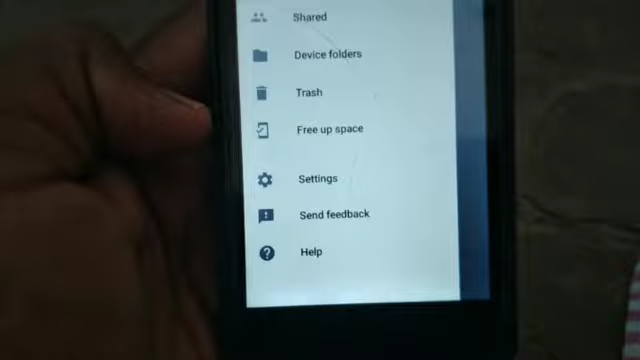 Shared
Device folders
Trash
Free up space
Settings
Send feedback
Help